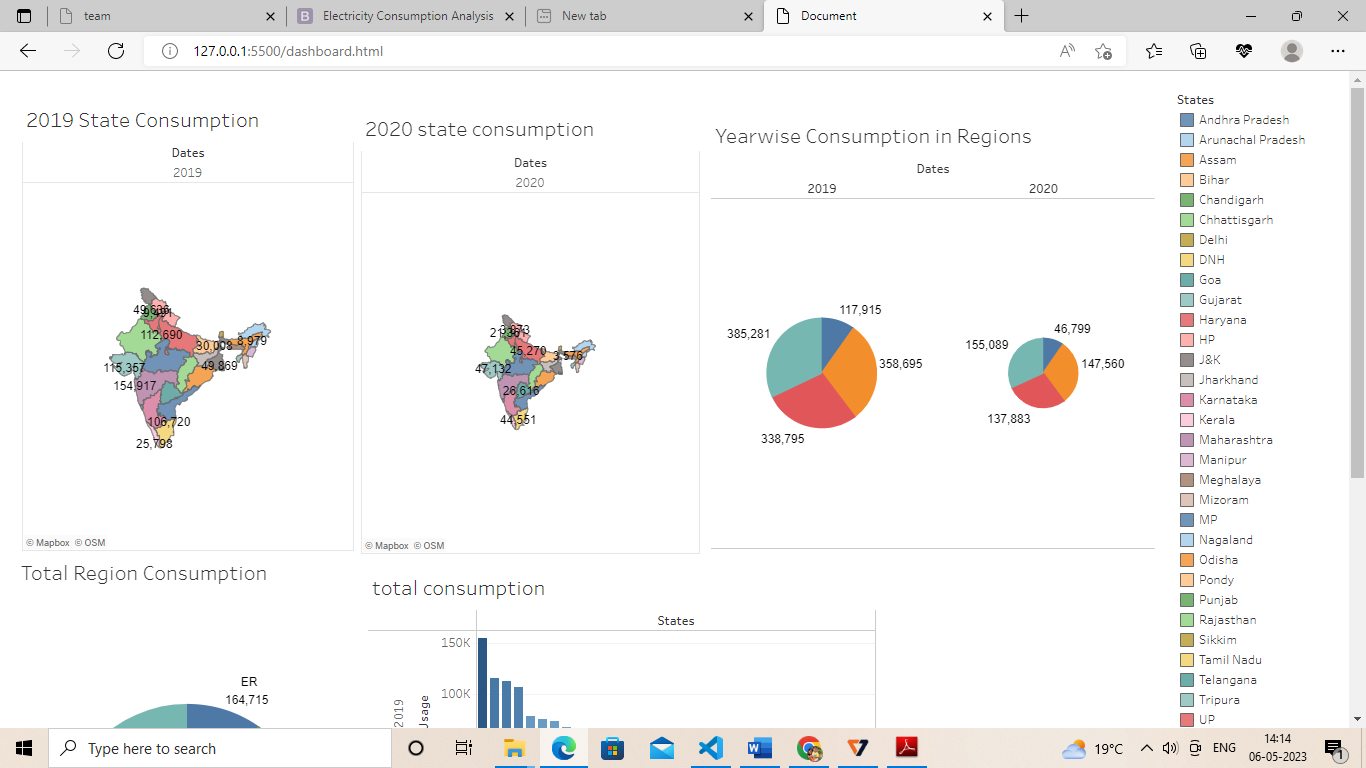 team
Electricity Consumption Analysis
New tab
Document
127.0.0.1:5500/dashboard.html
2019 State Consumption
Dates
2019
112,690
30,008
8,979
115,357
49,869
154,917
106,720
25,798
© Mapbox © OSM
2020 state consumption
Dates
2020
45,270
3,576
47,132
26,616
44,551
© Mapbox © OSM
Yearwise Consumption in Regions
Dates
2019 2020
117,915
385,281
358,695
338,795
46,799
155,089
147,560
137,883
States
Andhra Pradesh
Arunachal Pradesh
Assam
Bihar
Chandigarh
Chhattisgarh
Delhi
DNH
Goa
Gujarat
Haryana
HP
J&K
Jharkhand
Karnataka
Kerala
Maharashtra
Manipur
Meghalaya
Mizoram
MP
Nagaland
Odisha
Pondy
Punjab
Rajasthan
Sikkim
Tamil Nadu
Telangana
Tripura
UP
Total Region Consumption
ER
164,715
total consumption
States
150K
100K
2019
Usage
Type here to search
19°C
ENG
14:14
06-05-2023
1